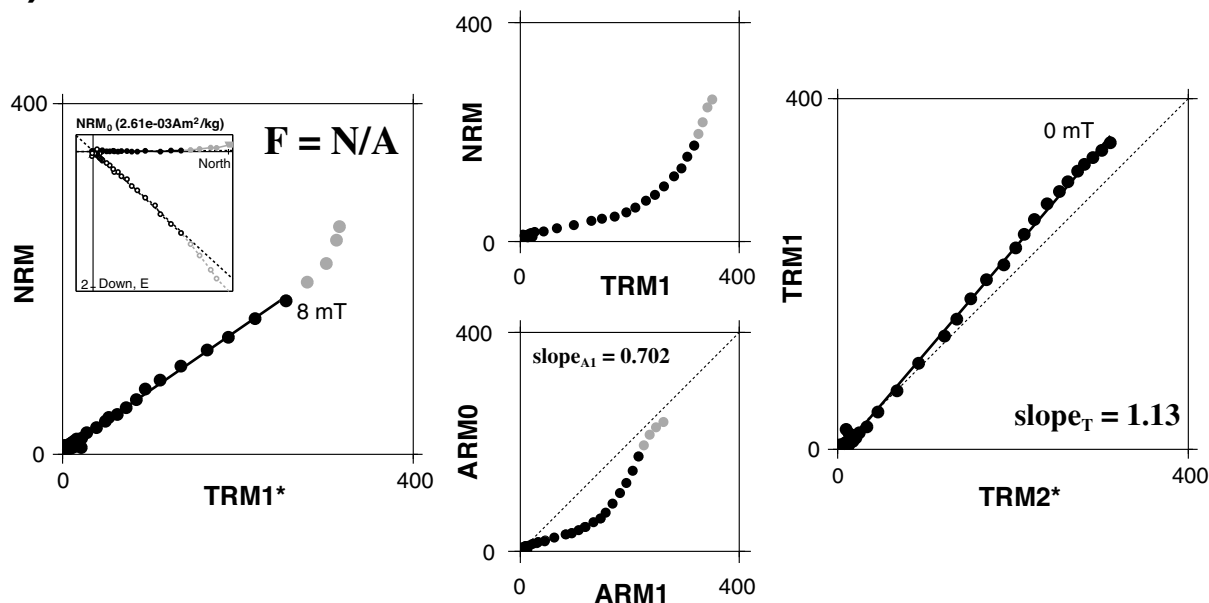 400
NRM₀ (2.61e-03Am²/kg)
North
2
Down, E
F = N/A
8 mT
NRM
0
0
400
TRM1*
400
NRM
0
0
400
TRM1
400
slopeA1 = 0.702
ARM0
0
0
400
ARM1
400
0 mT
TRM1
slopeT = 1.13
0
0
400
TRM2*